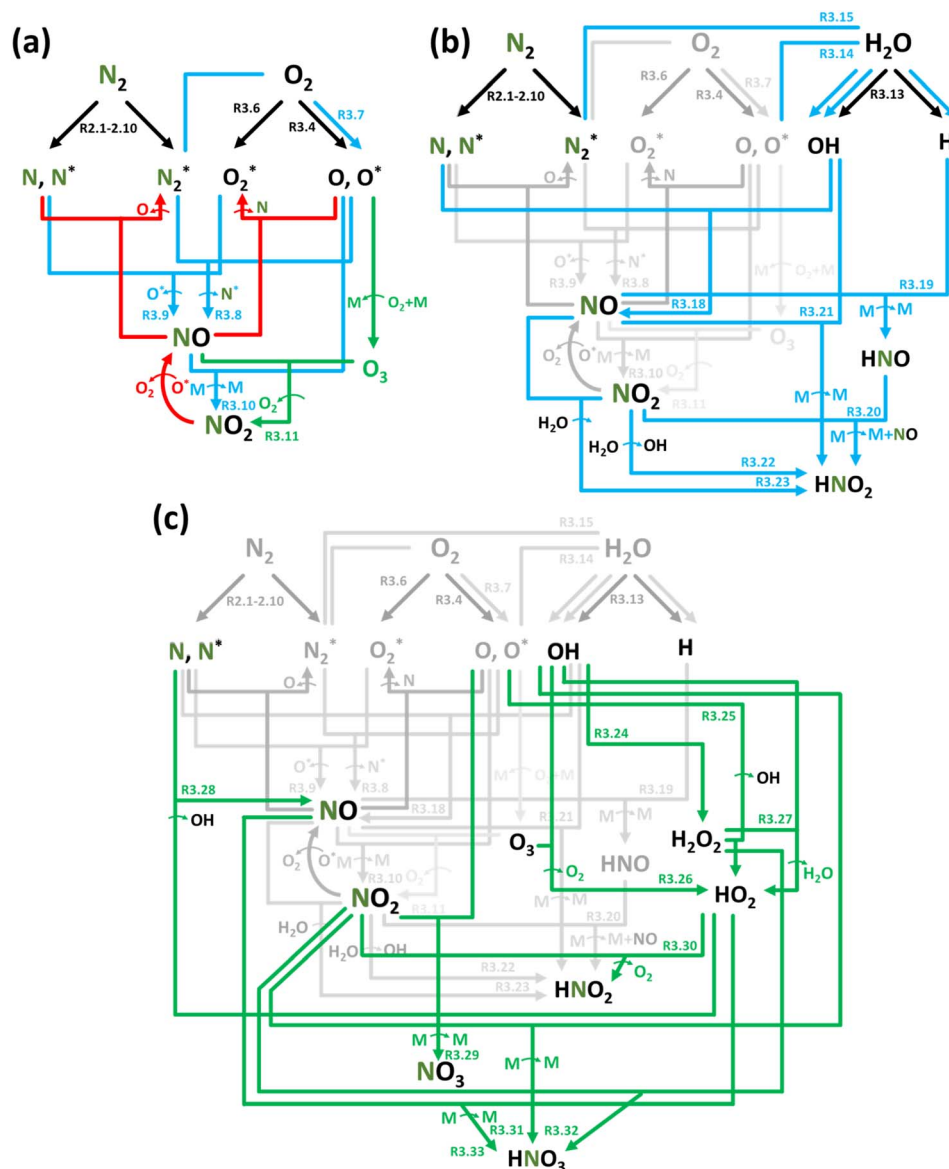 (a)
N2 O2
R2.1-2.10 R3.6 R3.4 R3.7
N, N* N2* O2* O, O*
O N
O* N* M O2+M
R3.9 R3.8
NO
O2 O* M M O2 O3
R3.10
NO2 R3.11
(b)
R3.15
N2 O2 H2O
R3.14
R2.1-2.10 R3.6 R3.4 R3.7 R3.13
N, N* N2* O2* O, O* OH H
O N
O* N* M O2+M
R3.9 R3.8 R3.19
NO R3.18 R3.21 M M
O2 O* M M O2 O3 HNO
R3.10
NO2 R3.11 M M R3.20
H2O H2O OH M M+NO
R3.22
R3.23 HNO2
(c)
R3.15
N2 O2 H2O
R3.14
R2.1-2.10 R3.6 R3.4 R3.7 R3.13
N, N* N2* O2* O, O* OH H
O N
R3.25
R3.24
O* N* M O2+M OH
R3.28 R3.9 R3.8 R3.19
OH NO R3.18 R3.21 M M R3.27
O3 H2O2
O2 O* M M O2 O2 HNO H2O
R3.10 R3.26
NO2 R3.11 M M R3.20 HO2
H2O H2O OH M M+NO R3.30
R3.22 O2
R3.23 HNO2
M M
R3.29 M M
NO3
M M R3.31 R3.32
R3.33 HNO3